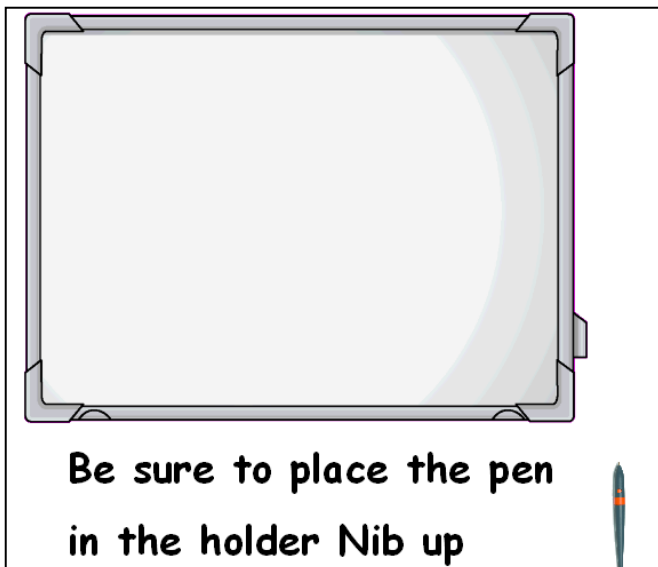 Be sure to place the pen
in the holder Nib up